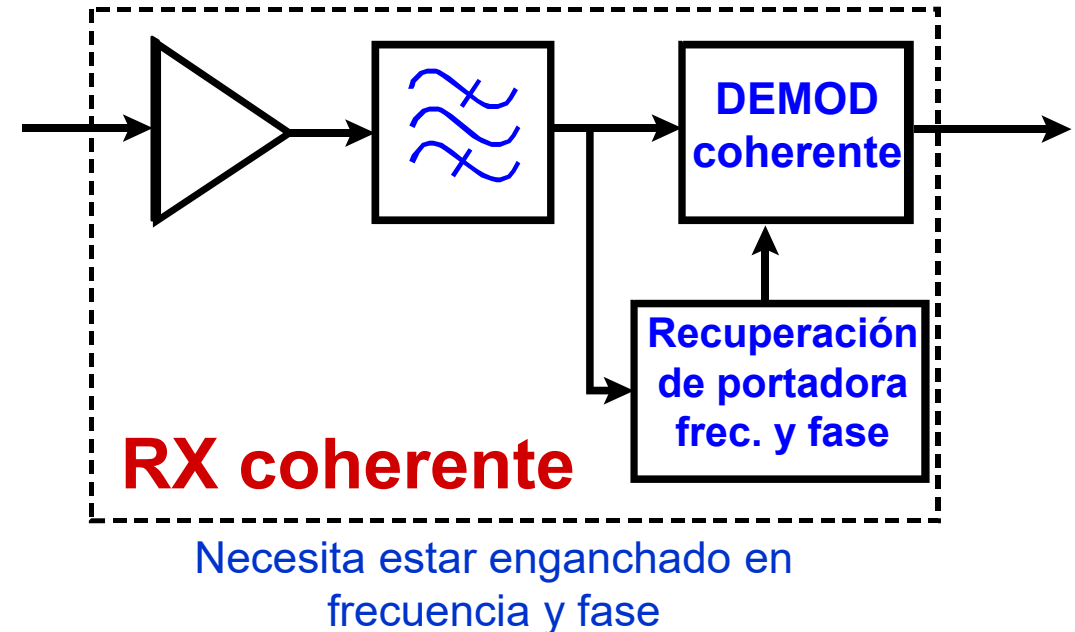 DEMOD
coherente
Recuperación
de portadora
frec. y fase
RX coherente
Necesita estar enganchado en
frecuencia y fase